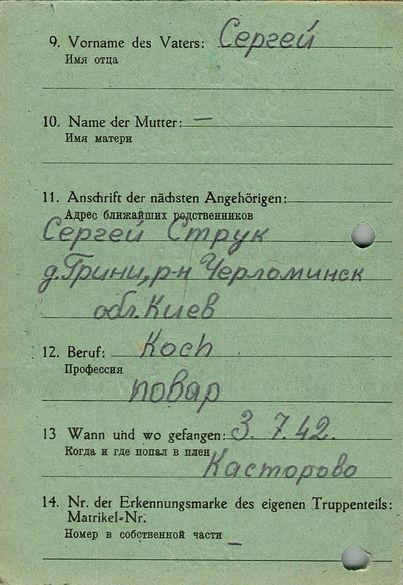 9. Vorname des Vaters: Сергей
Имя отца
10. Name der Mutter: —
Имя матери
11. Anschrift der nächsten Angehörigen:
Адрес ближайших родственников
Сергей Струк
д. Грини, р-н Черломинск
обл. Киев
12. Beruf: Koch
Профессия
повар
13 Wann und wo gefangen: 3. 7. 42.
Когда и где попал в плен
Касторово
14. Nr. der Erkennungsmarke des eigenen Truppenteils:
Matrikel-Nr.
Номер в собственной части —